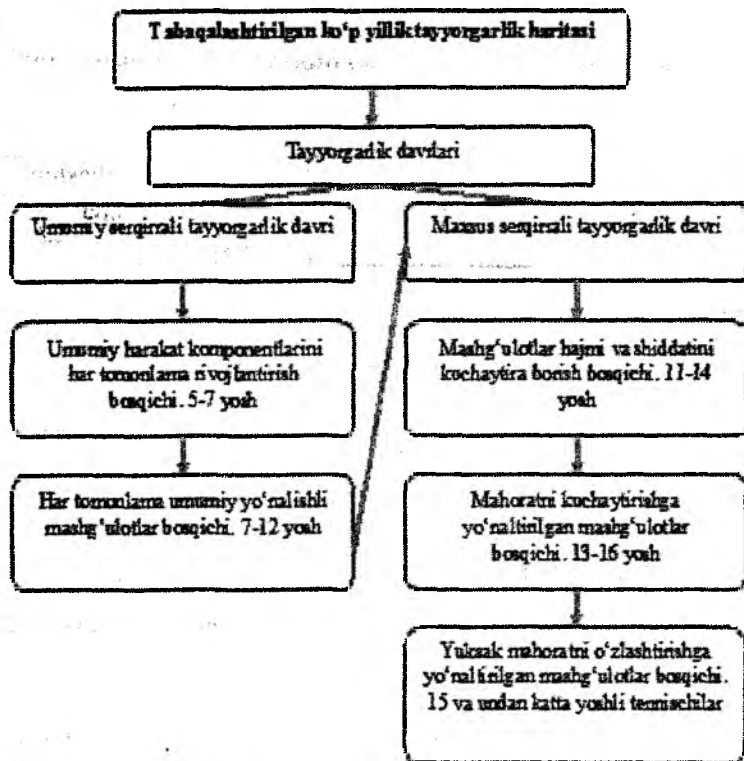 Tabaqalashtirilgan ko‘p yillik tayyorgarlik haritasi
Tayyorgarlik davrlari
Umumiy serqirrali tayyorgarlik davri
Umumiy harakat komponentlarini
har tomonlama rivojlantirish
bosqichi. 5-7 yosh
Har tomonlama umumiy yo‘nalishli
mashg‘ulotlar bosqichi. 7-12 yosh
Maxsus serqirrali tayyorgarlik davri
Mashg‘ulotlar hajmi va shiddatini
kuchaytira borish bosqichi. 11-14
yosh
Mahoratni kuchaytirishga
yo‘naltirilgan mashg‘ulotlar
bosqichi. 13-16 yosh
Yuksak mahoratni o‘zlashtirishga
yo‘naltirilgan mashg‘ulotlar bosqichi.
15 va undan katta yoshli tennischilar